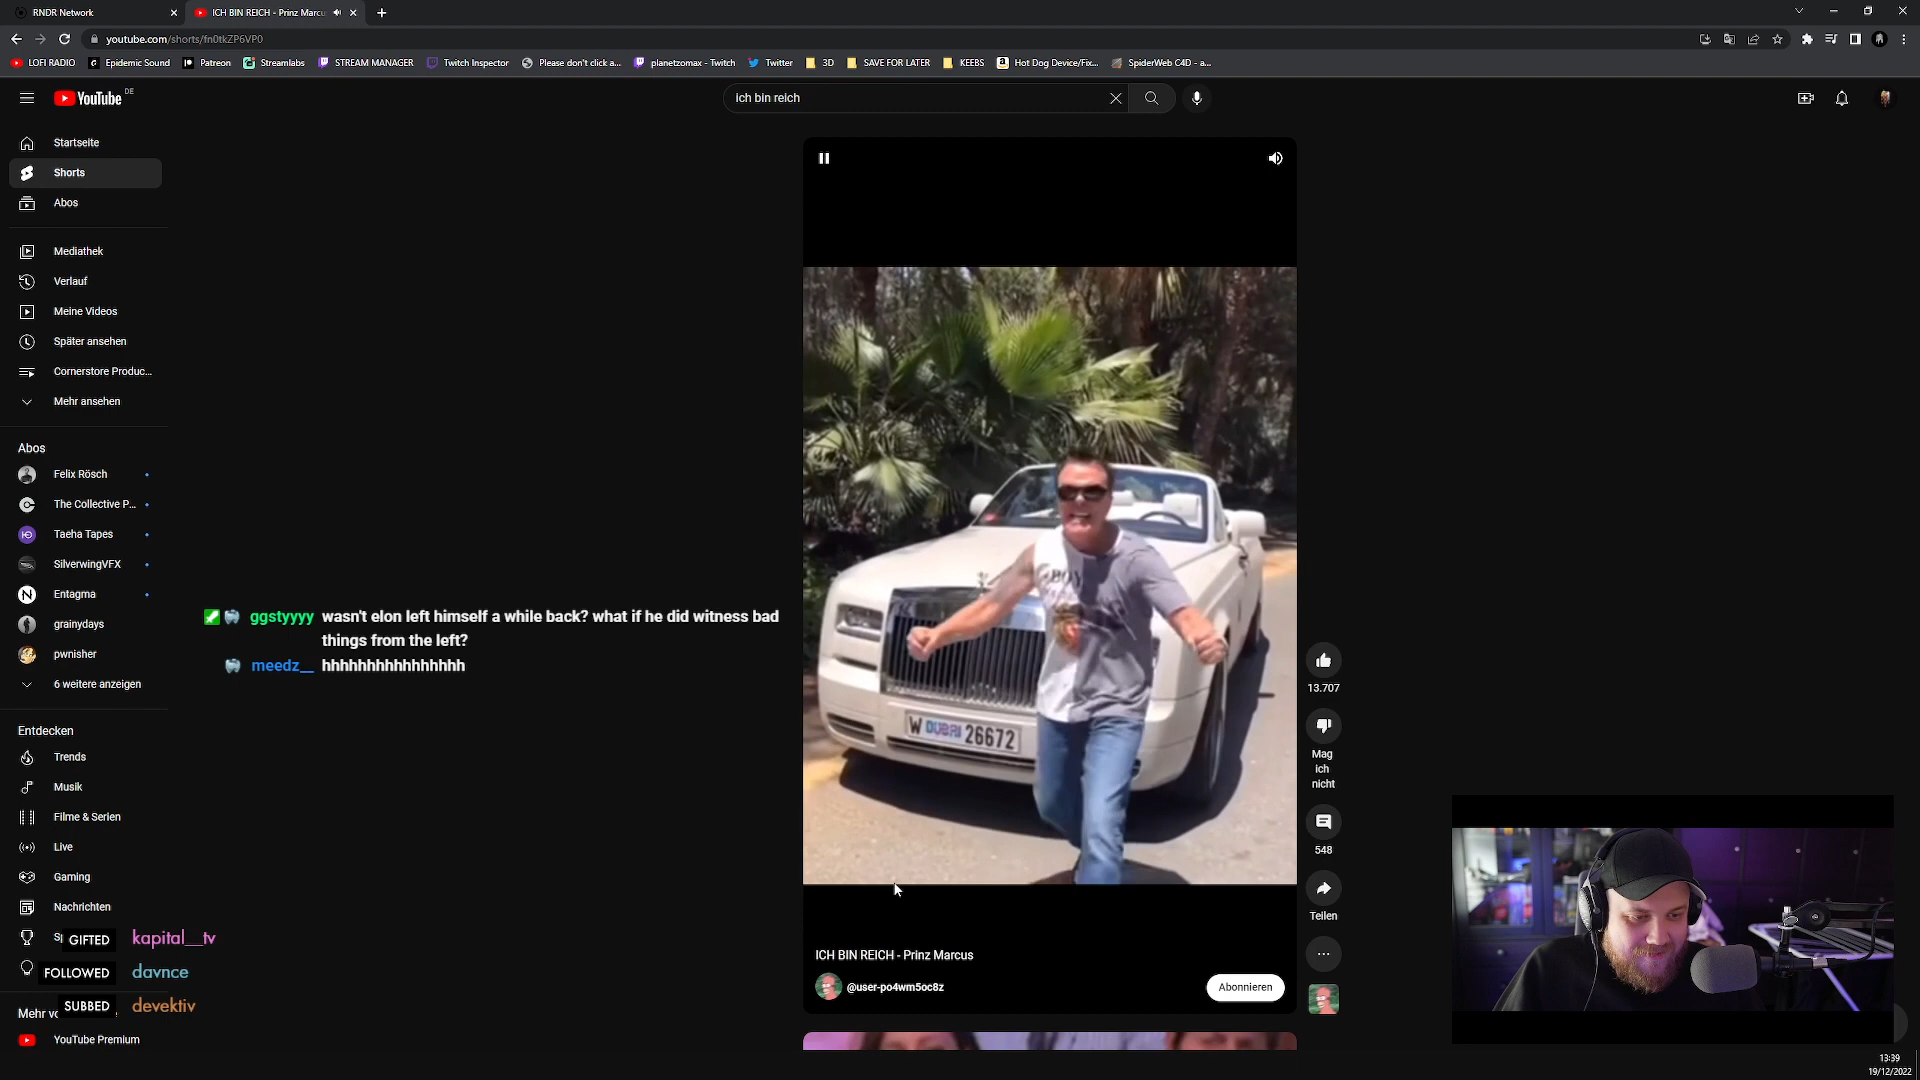 RNDR Network
ICH BIN REICH - Prinz Marcu
youtube.com/shorts/fn0tkZP6VP0
LOFI RADIO
Epidemic Sound
Patreon
Streamlabs
STREAM MANAGER
Twitch Inspector
Please don't click a...
planetzomax - Twitch
Twitter
3D
SAVE FOR LATER
KEEBS
Hot Dog Device/Fix...
SpiderWeb C4D - a...
YouTube DE
ich bin reich
Startseite
Shorts
Abos
Mediathek
Verlauf
Meine Videos
Später ansehen
Cornerstore Produc...
Mehr ansehen
Abos
Felix Rösch
The Collective P...
Taeha Tapes
SilverwingVFX
Entagma
grainydays
pwnisher
6 weitere anzeigen
Entdecken
Trends
Musik
Filme & Serien
Live
Gaming
Nachrichten
GIFTED kapital__tv
FOLLOWED davnce
SUBBED devektiv
Mehr vo
YouTube Premium
ggstyyyy wasn't elon left himself a while back? what if he did witness bad
things from the left?
meedz__ hhhhhhhhhhhhhhhh
BOY
W DUBAI 26672
ICH BIN REICH - Prinz Marcus
@user-po4wm5oc8z
Abonnieren
13.707
Mag
ich
nicht
548
Teilen
13:39
19/12/2022